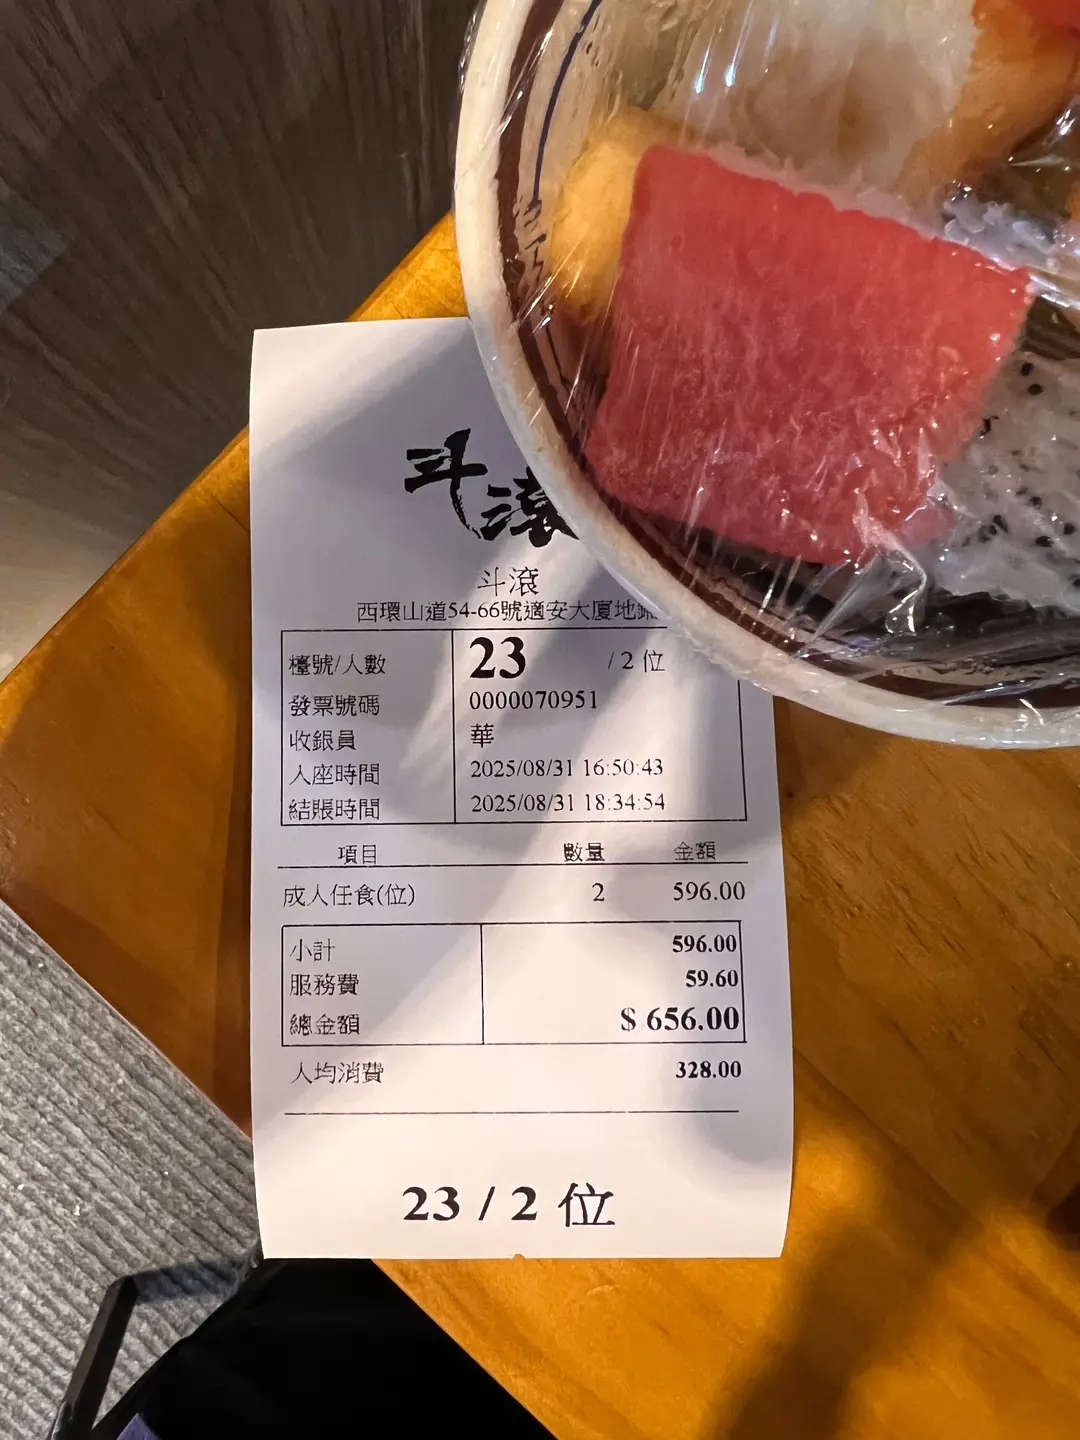 斗滾
斗滾
西環山道54-66號適安大廈地
檯號/人數 23 / 2 位
發票號碼 0000070951
收銀員 華
入座時間 2025/08/31 16:50:43
結賬時間 2025/08/31 18:34:54
項目 數量 金額
成人任食(位) 2 596.00
小計 596.00
服務費 59.60
總金額 $ 656.00
人均消費 328.00
23 / 2 位